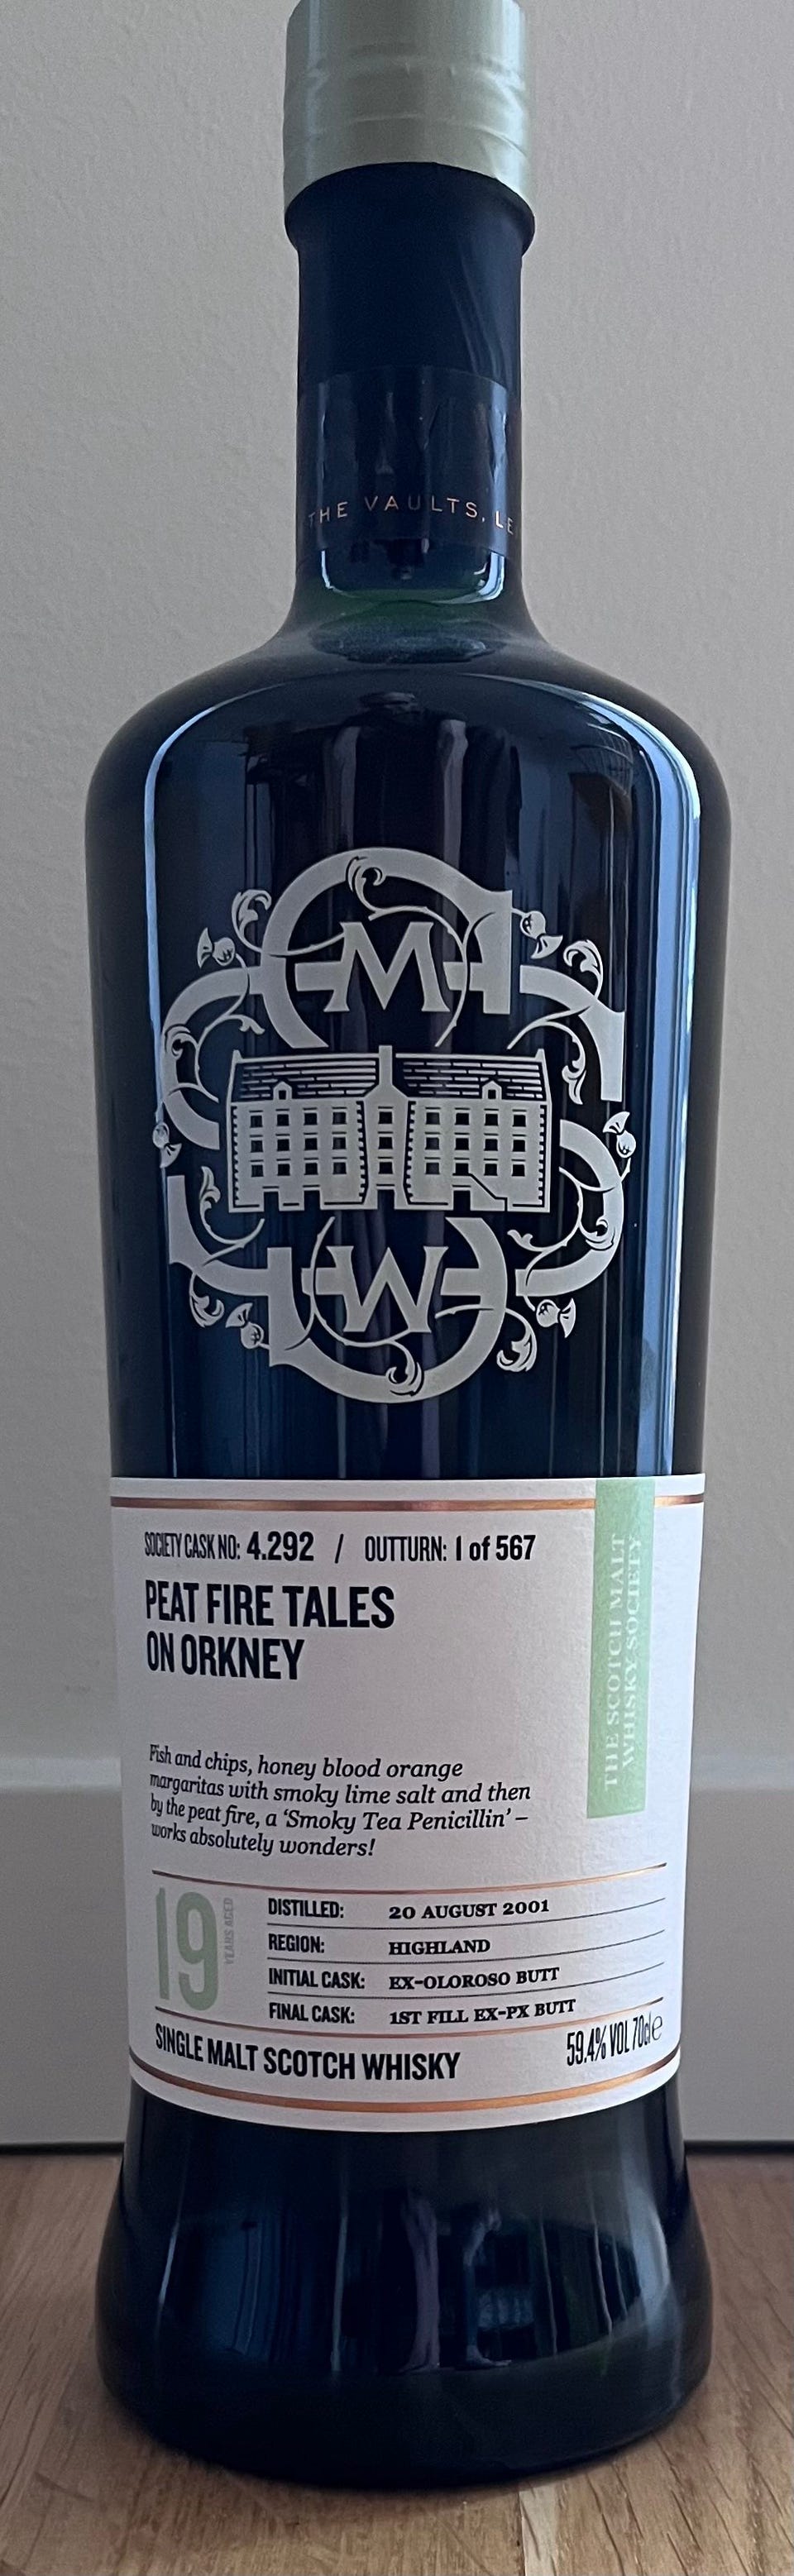 THE VAULTS, LE
M
W
SOCIETY CASK NO: 4.292 / OUTTURN: 1 of 567
PEAT FIRE TALES
ON ORKNEY
THE SCOTCH MALT
WHISKY SOCIETY
Fish and chips, honey blood orange
margaritas with smoky lime salt and then
by the peat fire, a ‘Smoky Tea Penicillin’ –
works absolutely wonders!
19 YEARS AGED
DISTILLED: 20 AUGUST 2001
REGION: HIGHLAND
INITIAL CASK: EX-OLOROSO BUTT
FINAL CASK: 1ST FILL EX-PX BUTT
SINGLE MALT SCOTCH WHISKY 59.4% VOL 70cl e